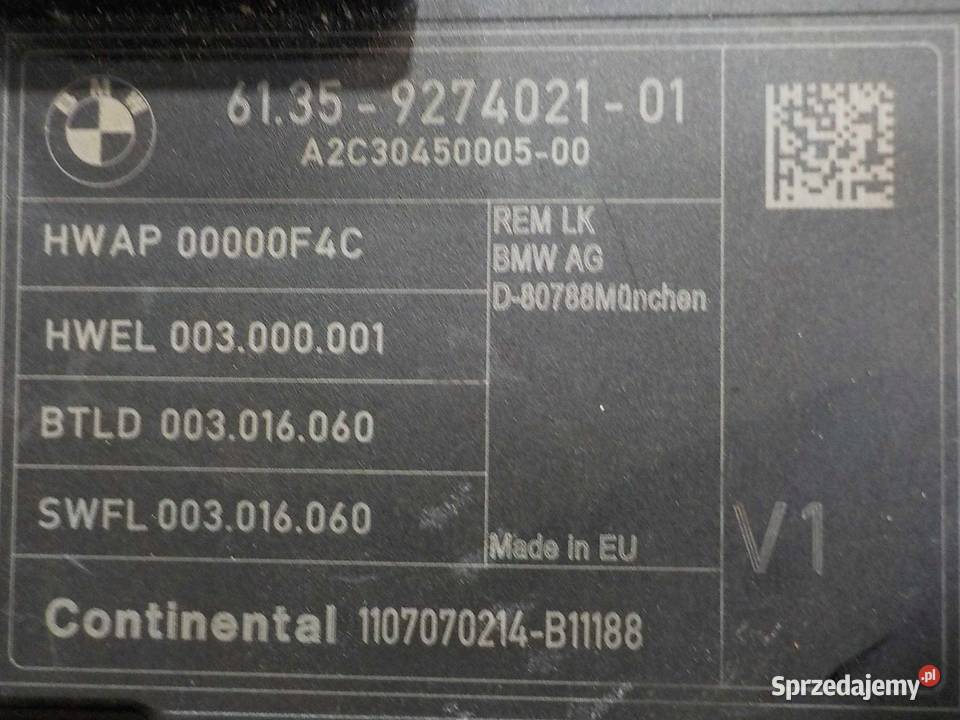 BMW
61.35 - 9274021 - 01
A2C30450005-00
HWAP 00000F4C
HWEL 003.000.001
BTLD 003.016.060
SWFL 003.016.060
REM LK
BMW AG
D-80788München
Made in EU
V1
Continental 1107070214-B11188
Sprzedajemy.pl